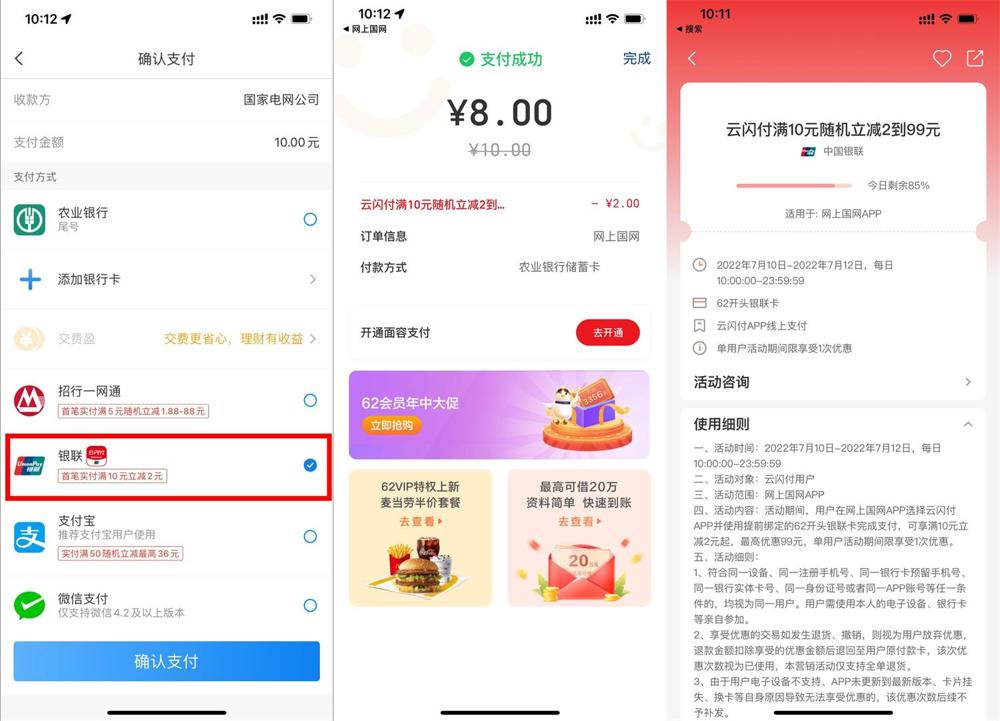 10:12
确认支付
收款方
国家电网公司
支付金额
10.00元
支付方式
农业银行
尾号
添加银行卡
交费盈
交费更省心，理财有收益
招行一网通
首笔实付满5元随机立减1.88-88元
银联
云闪付
UnionPay
银联
首笔实付满10元立减2元
支付宝
推荐支付宝用户使用
实付满50随机立减最高36元
微信支付
仅支持微信4.2及以上版本
确认支付
10:12
网上国网
支付成功
完成
¥8.00
¥10.00
云闪付满10元随机立减2到...
- ¥2.00
订单信息
网上国网
付款方式
农业银行储蓄卡
开通面容支付
去开通
62会员年中大促
立即抢购
62VIP特权上新
麦当劳半价套餐
去查看
最高可借20万
资料简单 快速到账
去查看
10:11
搜索
云闪付满10元随机立减2到99元
中国银联
今日剩余85%
适用于: 网上国网APP
2022年7月10日-2022年7月12日，每日
10:00:00-23:59:59
62开头银联卡
云闪付APP线上支付
单用户活动期间限享受1次优惠
活动咨询
使用细则
一、活动时间：2022年7月10日-2022年7月12日，每日
10:00:00-23:59:59
二、活动对象：云闪付用户
三、活动范围：网上国网APP
四、活动内容：活动期间，用户在网上国网APP选择云闪付
APP并使用提前绑定的62开头银联卡完成支付，可享满10元立
减2元起，最高优惠99元，单用户活动期间限享受1次优惠。
五、活动细则：
1、符合同一设备、同一注册手机号、同一银行卡预留手机号、
同一银行实体卡号、同一身份证号或者同一APP账号等任一条
件的，均视为同一用户。用户需使用本人的电子设备、银行卡
等亲自参加。
2、享受优惠的交易如发生退货、撤销，则视为用户放弃优惠，
退款金额扣除享受的优惠金额后退回至用户原付款卡，该次优
惠次数视为已使用，本营销活动仅支持全单退货。
3、由于用户电子设备不支持、APP未更新到最新版本、卡片挂
失、换卡等自身原因导致无法享受优惠的，该优惠次数后续不
予补发。